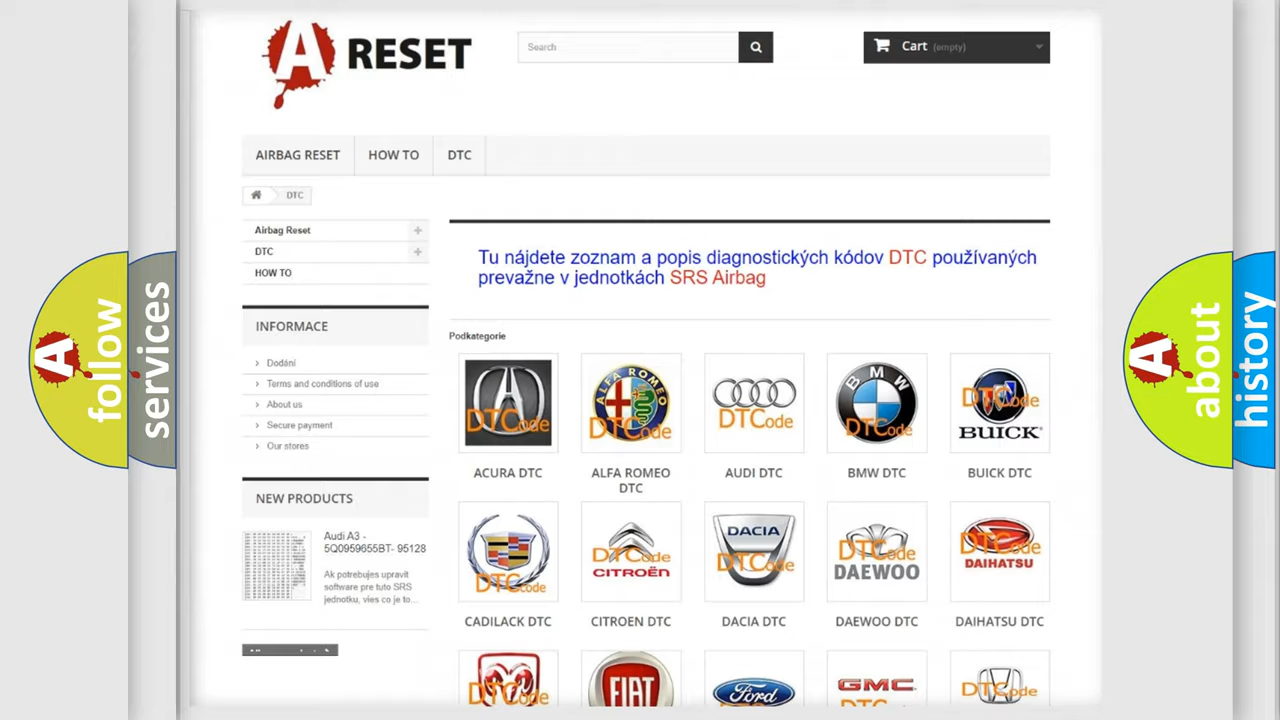 A RESET
Search
Cart (empty)
AIRBAG RESET
HOW TO
DTC
DTC
Airbag Reset
DTC
HOW TO
Tu nájdete zoznam a popis diagnostických kódov DTC používaných
prevažne v jednotkách SRS Airbag
INFORMACE
Dodání
Terms and conditions of use
About us
Secure payment
Our stores
NEW PRODUCTS
Audi A3 -
5Q0959655BT- 95128
Ak potrebujes upravit
software pre tuto SRS
jednotku, vies co je to...
Podkategorie
DTCode
ALFA ROMEO
DTCode
DTCode
BMW
DTCode
DTCode
BUICK
ACURA DTC
ALFA ROMEO
DTC
AUDI DTC
BMW DTC
BUICK DTC
DTCode
DTCode
CITROËN
DACIA
DTCode
DTCode
DAEWOO
DTCode
DAIHATSU
CADILACK DTC
CITROEN DTC
DACIA DTC
DAEWOO DTC
DAIHATSU DTC
DTCode
FIAT
Ford
GMC
DTCode
A follow
services
A about
history